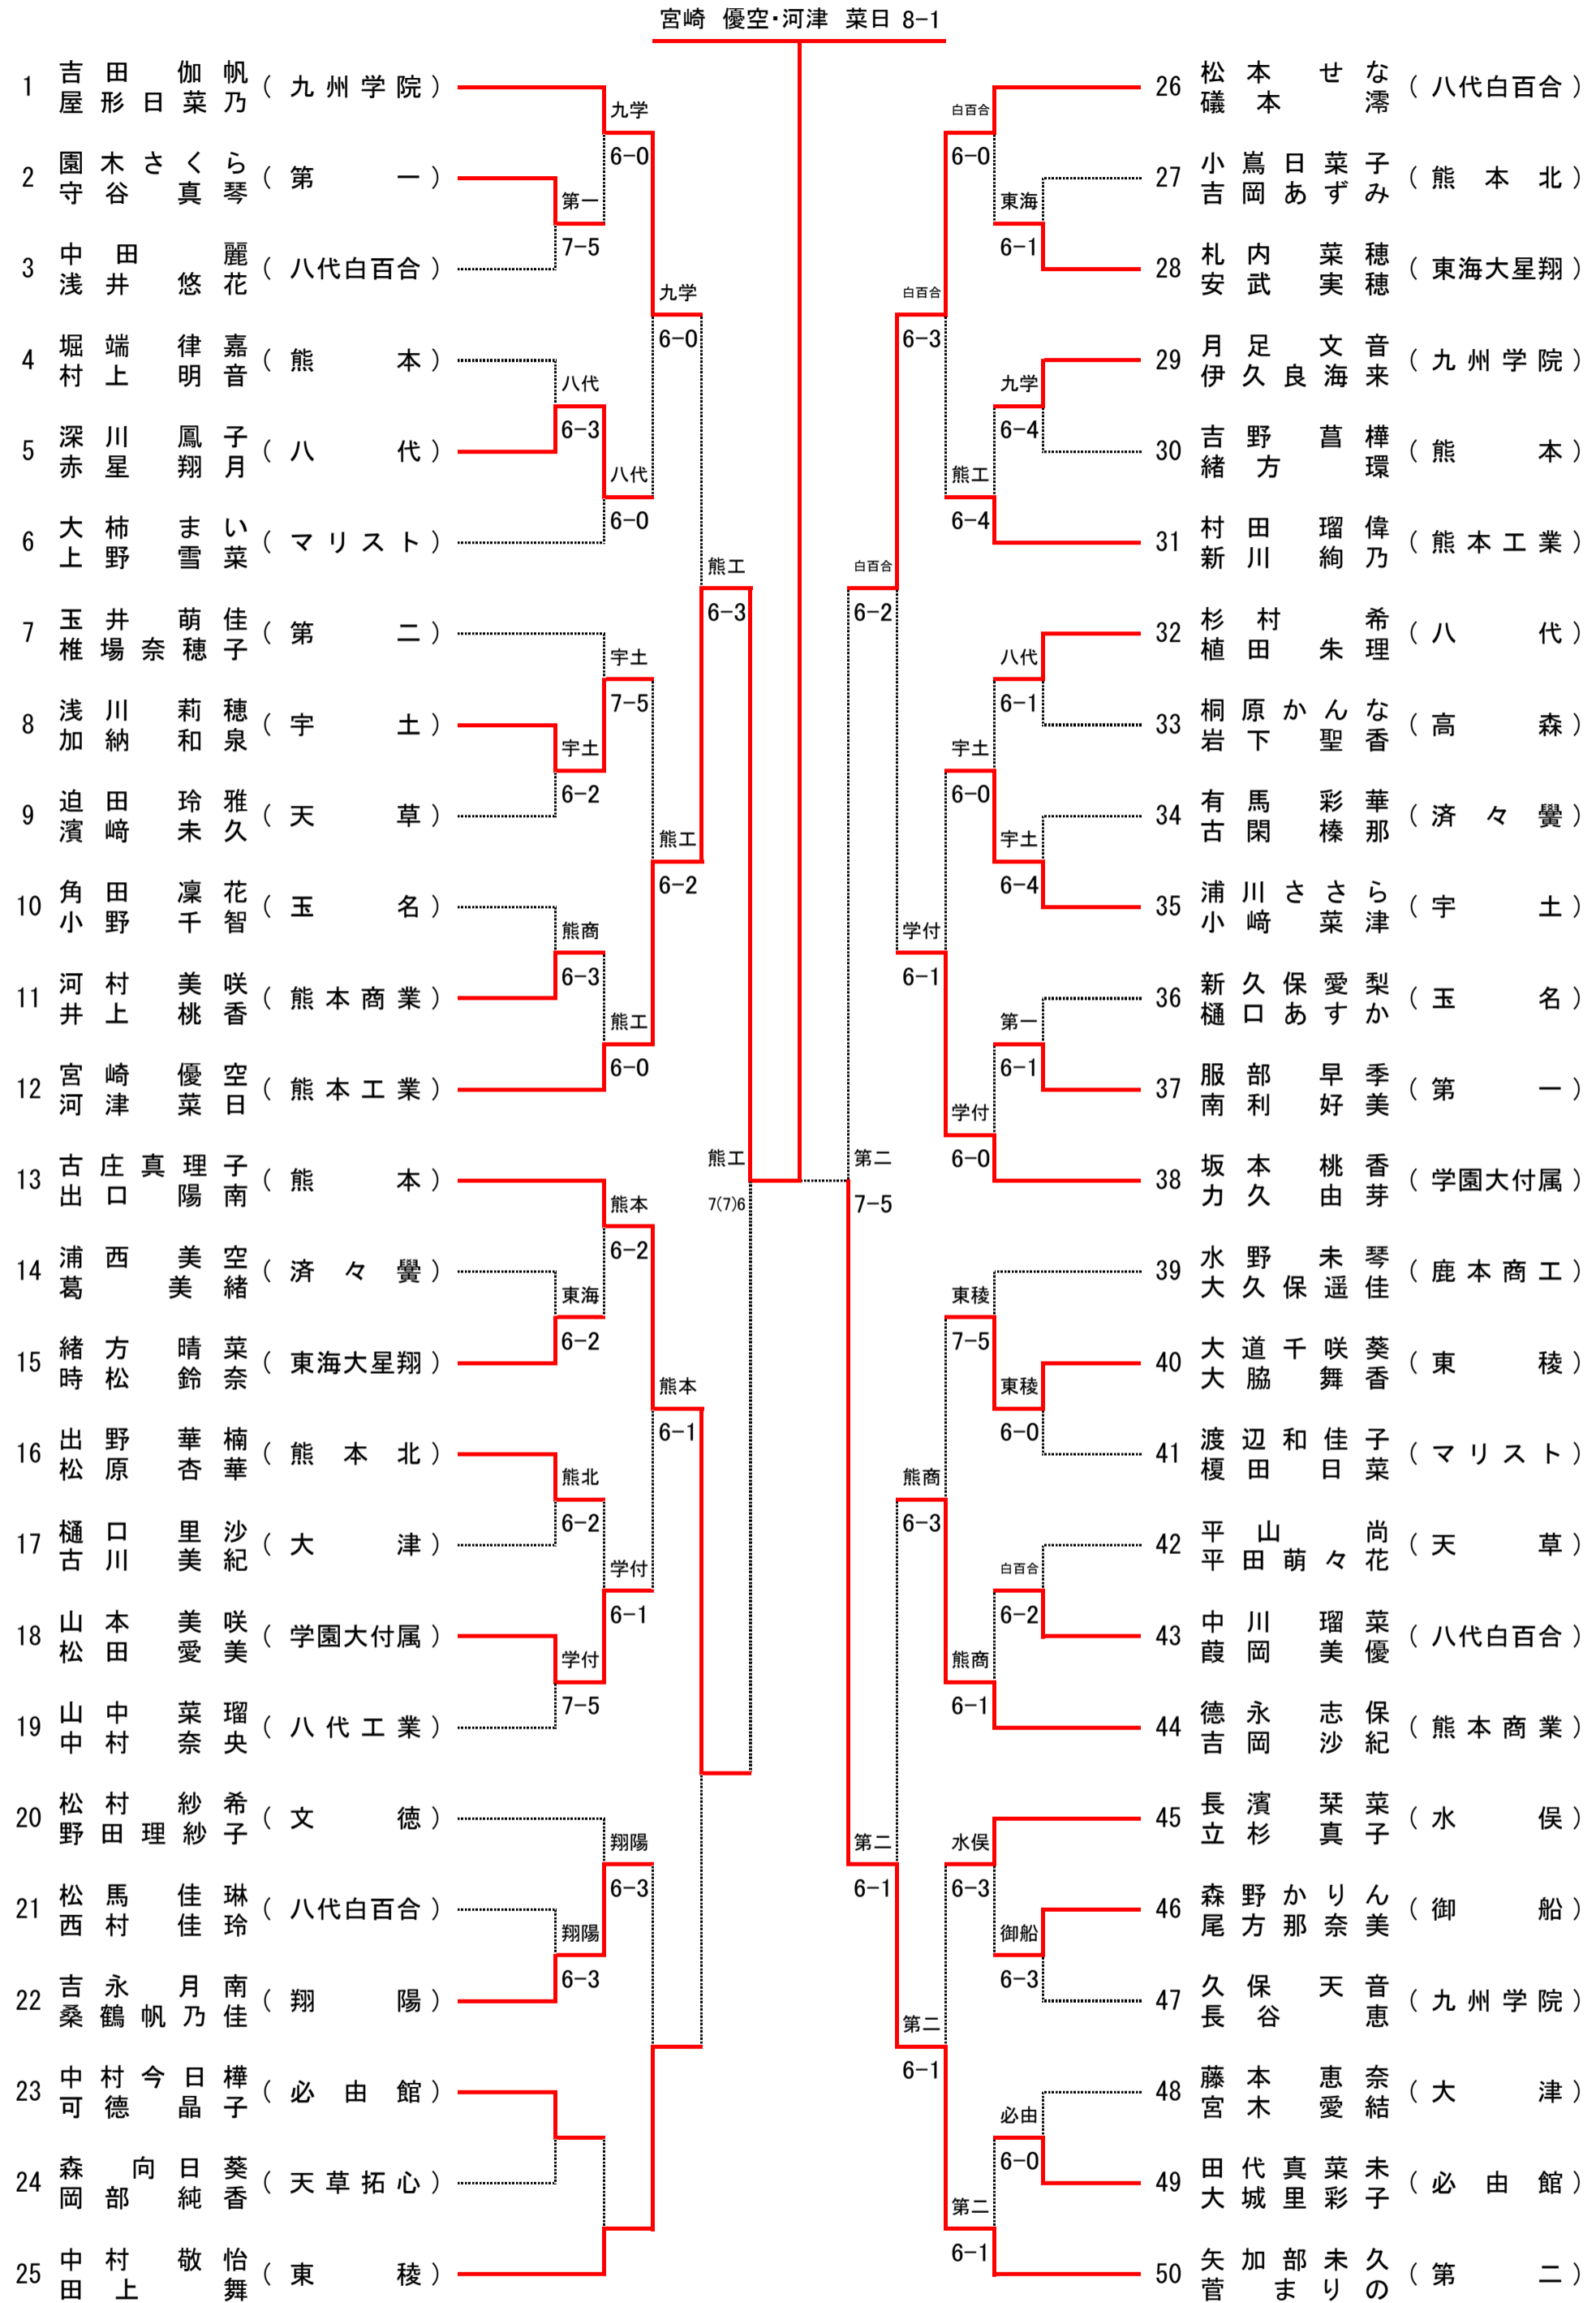 宮崎 優空・河津 菜日 8-1
1 吉田 伽帆 屋形日菜乃 (九州学院)
2 園木さくら 守谷 真琴 (第一)
3 中田 麗 浅井 悠花 (八代白百合)
4 堀端 律嘉 村上 明音 (熊本)
5 深川 鳳子 赤星 翔月 (八代)
6 大柿 まい 上野 雪菜 (マリスト)
7 玉井 萌佳 椎場奈穂子 (第二)
8 浅川 莉穂 加納 和泉 (宇土)
9 迫田 玲雅 濱﨑 未久 (天草)
10 角田 凜花 小野 千智 (玉名)
11 河村 美咲 井上 桃香 (熊本商業)
12 宮崎 優空 河津 菜日 (熊本工業)
13 古庄真理子 出口 陽南 (熊本)
14 浦西 美空 葛 美緒 (済々黌)
15 緒方 晴菜 時松 鈴奈 (東海大星翔)
16 出野 華楠 松原 杏華 (熊本北)
17 樋口 里沙 古川 美紀 (大津)
18 山本 美咲 松田 愛美 (学園大付属)
19 山中 菜瑠 中村 奈央 (八代工業)
20 松村 紗希 野田理紗子 (文徳)
21 松馬 佳琳 西村 佳玲 (八代白百合)
22 吉永 月南 桑鶴帆乃佳 (翔陽)
23 中村今日樺 可德 晶子 (必由館)
24 森 向日葵 岡部 純香 (天草拓心)
25 中村 敬怡 田上 舞 (東稜)
九学
6-0
第一
7-5
九学
6-0
八代
6-3
八代
6-0
熊工
6-3
宇土
7-5
宇土
6-2
熊工
6-2
熊商
6-3
熊工
6-0
熊工
7(7)6
熊本
6-2
東海
6-2
熊本
6-1
熊北
6-2
学付
6-1
学付
7-5
翔陽
6-3
翔陽
6-3
白百合
6-0
東海
6-1
白百合
6-3
九学
6-4
熊工
6-4
白百合
6-2
八代
6-1
宇土
6-0
宇土
6-4
学付
6-1
第一
6-1
学付
6-0
第二
7-5
東稜
7-5
東稜
6-0
熊商
6-3
白百合
6-2
熊商
6-1
第二
6-1
水俣
6-3
御船
6-3
第二
6-1
必由
6-0
第二
6-1
26 松本 せな 礒本 澪 (八代白百合)
27 小嶌日菜子 吉岡あずみ (熊本北)
28 札内 菜穂 安武 実穂 (東海大星翔)
29 月足 文音 伊久良海来 (九州学院)
30 吉野 菖樺 緒方 環 (熊本)
31 村田 瑠偉 新川 絢乃 (熊本工業)
32 杉村 希 植田 朱理 (八代)
33 桐原かんな 岩下 聖香 (高森)
34 有馬 彩華 古閑 榛那 (済々黌)
35 浦川ささら 小﨑 菜津 (宇土)
36 新久保愛梨 樋口あすか (玉名)
37 服部 早季 南利 好美 (第一)
38 坂本 桃香 力久 由芽 (学園大付属)
39 水野 未琴 大久保遥佳 (鹿本商工)
40 大道千咲葵 大脇 舞香 (東稜)
41 渡辺和佳子 榎田 日菜 (マリスト)
42 平山 尚 平田萌々花 (天草)
43 中川 瑠菜 葭岡 美優 (八代白百合)
44 德永 志保 吉岡 沙紀 (熊本商業)
45 長濱 栞菜 立杉 真子 (水俣)
46 森野かりん 尾方那奈美 (御船)
47 久保 天音 長谷 恵 (九州学院)
48 藤本 恵奈 宮木 愛結 (大津)
49 田代真菜未 大城里彩子 (必由館)
50 矢加部未久 菅 まりの (第二)